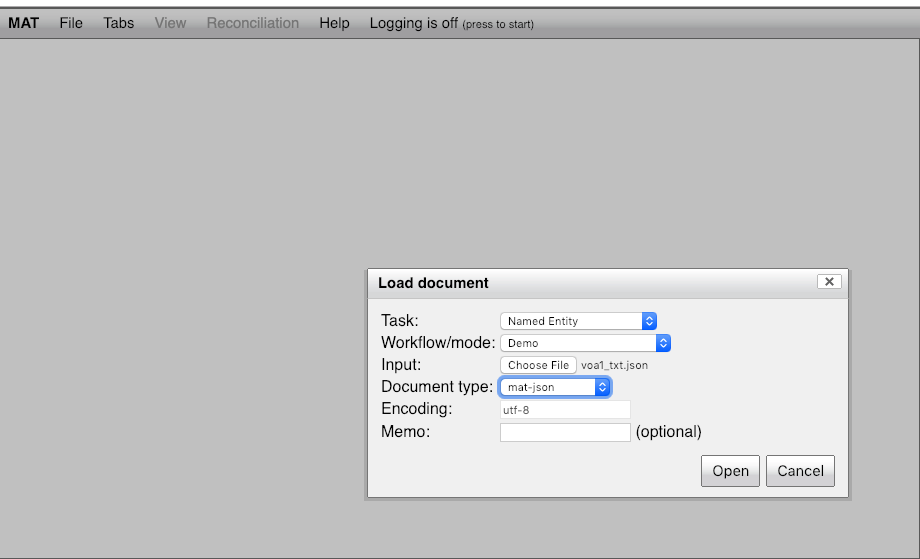 MAT File Tabs View Reconciliation Help Logging is off (press to start)
Load document
Task: Named Entity
Workflow/mode: Demo
Input: Choose File voa1_txt.json
Document type: mat-json
Encoding: utf-8
Memo: (optional)
Open Cancel